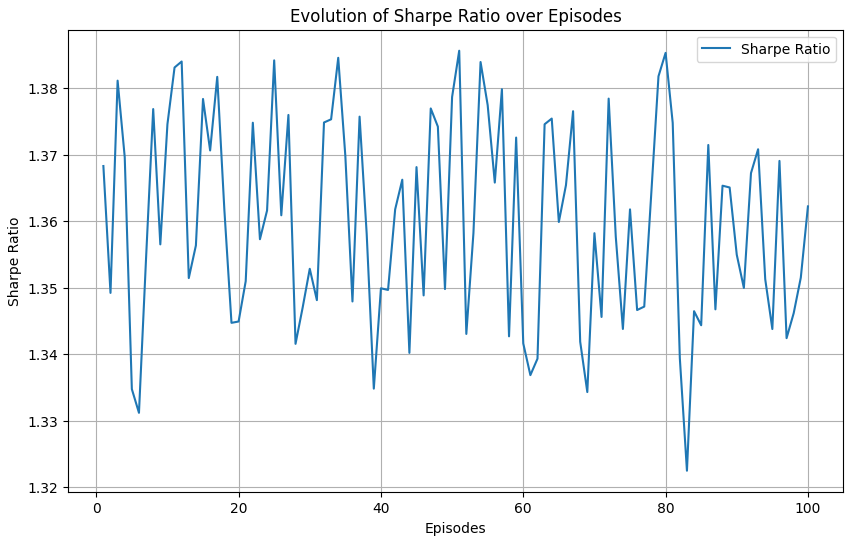 Evolution of Sharpe Ratio over Episodes
Sharpe Ratio
Sharpe Ratio
1.38
1.37
1.36
1.35
1.34
1.33
1.32
0 20 40 60 80 100
Episodes